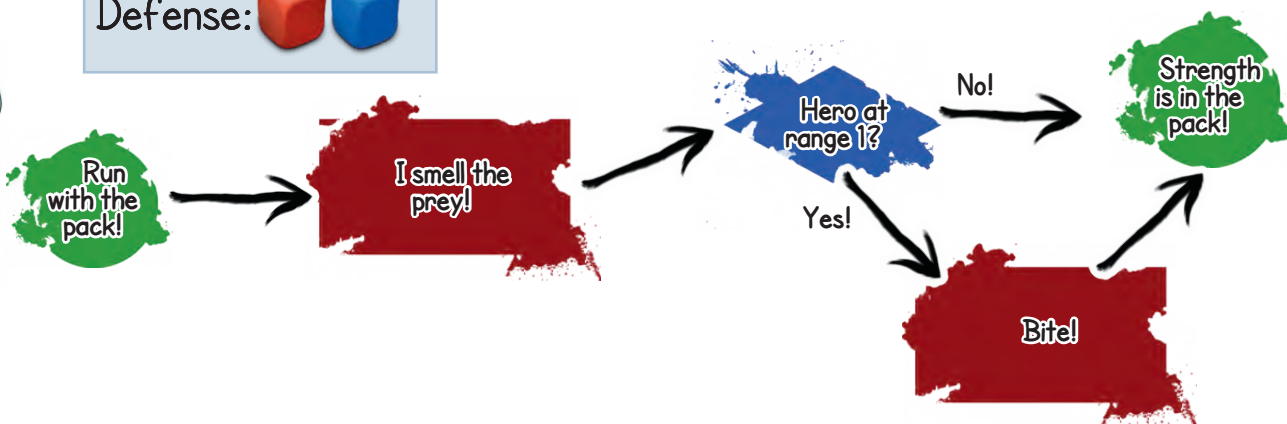 Defense:
Run
with the
pack!
I smell the
prey!
Hero at
range 1?
No!
Yes!
Strength
is in the
pack!
Bite!